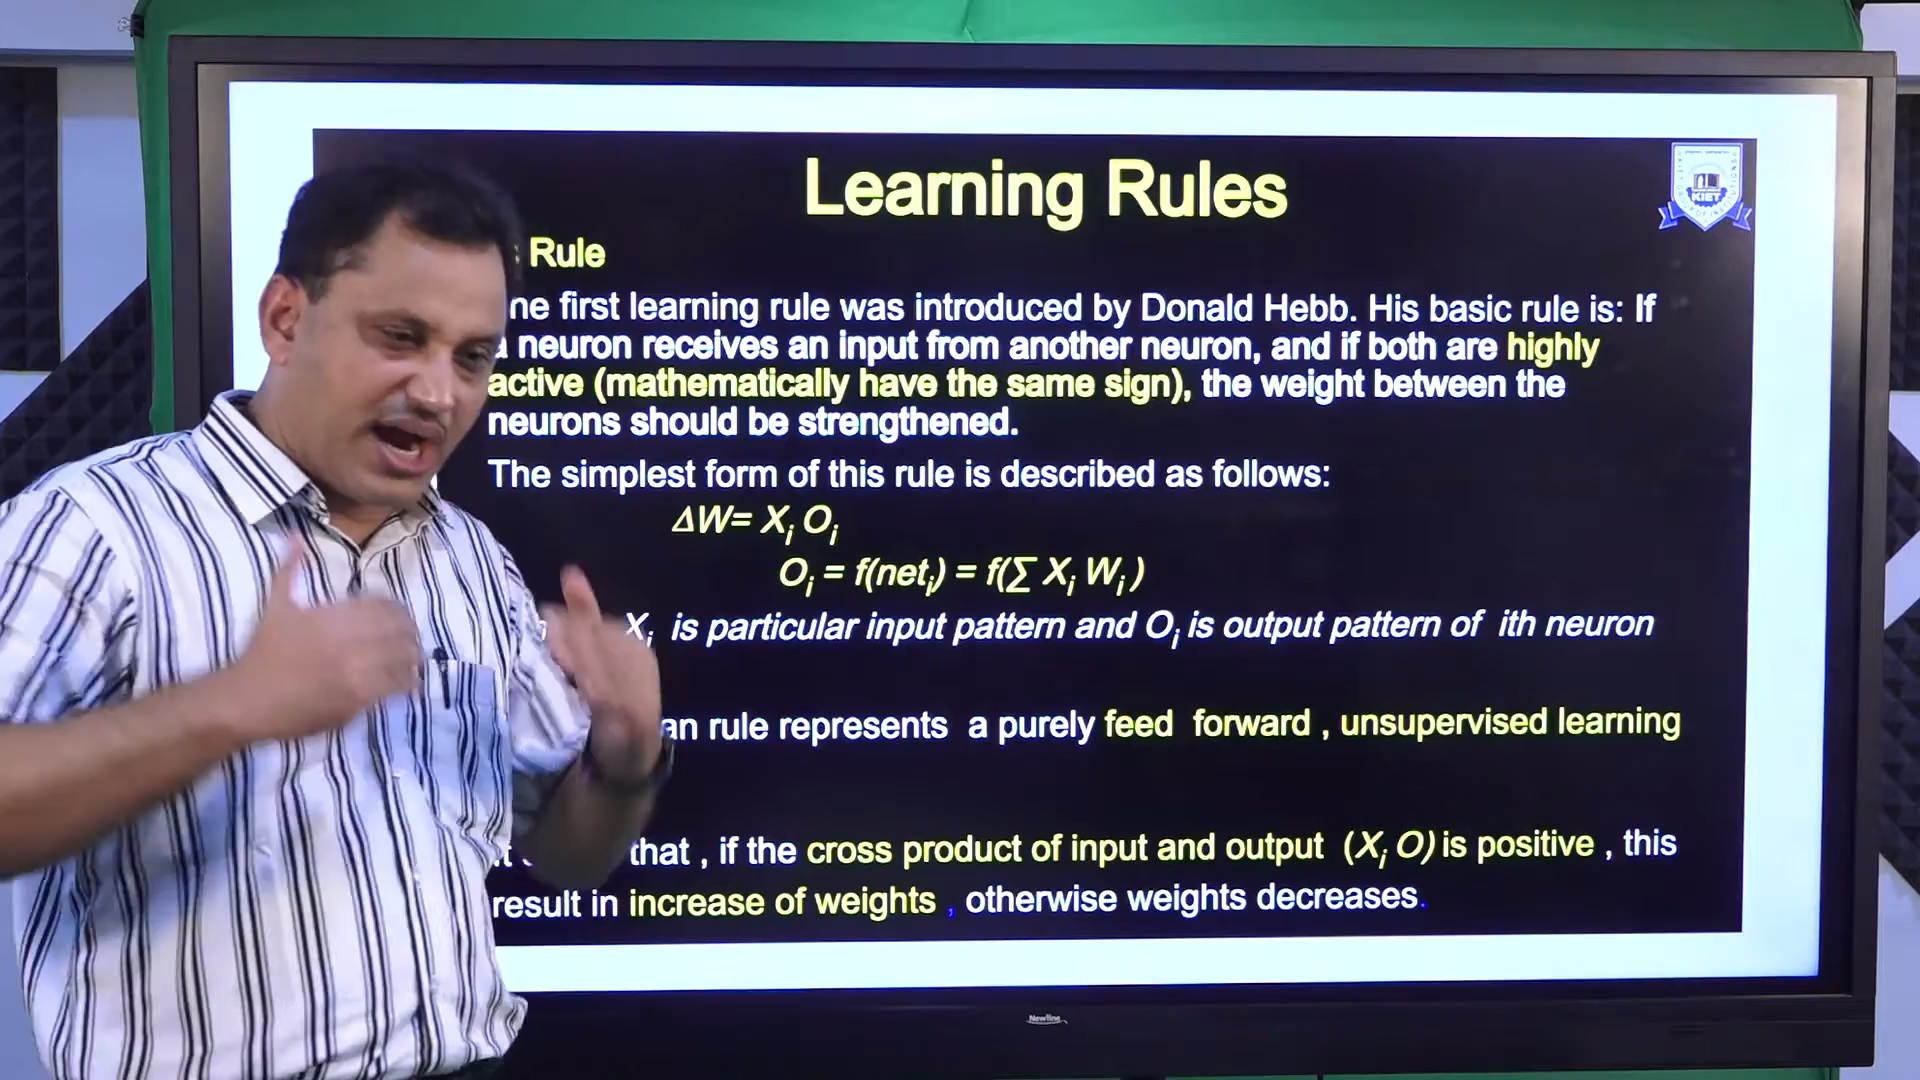 Learning Rules
KIET
Rule
first learning rule was introduced by Donald Hebb. His basic rule is: If
neuron receives an input from another neuron, and if both are highly
active (mathematically have the same sign), the weight between the
neurons should be strengthened.
The simplest form of this rule is described as follows:
ΔW= Xi Oi
Oi = f(neti) = f(∑ Xi Wi )
Xi is particular input pattern and Oi is output pattern of ith neuron
rule represents a purely feed forward , unsupervised learning
that , if the cross product of input and output (Xi O) is positive , this
result in increase of weights , otherwise weights decreases.
Newline